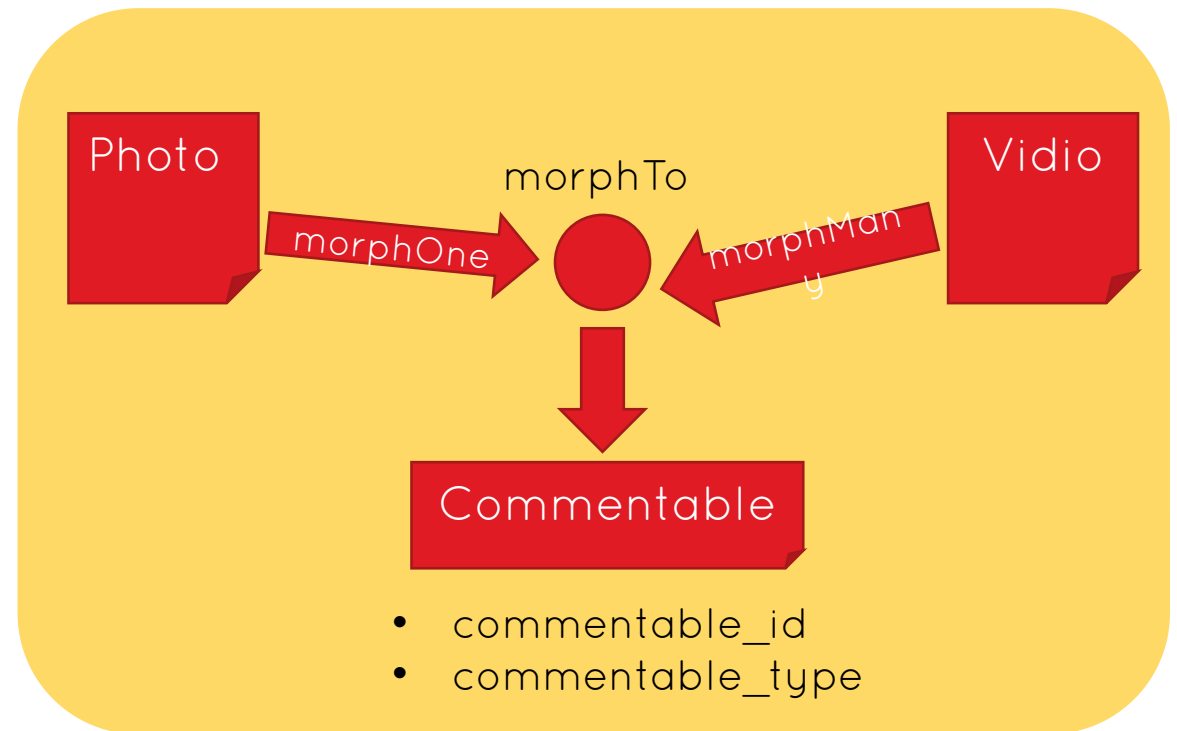 Photo
Vidio
morphTo
morphOne
morphMan
y
Commentable
• commentable_id
• commentable_type